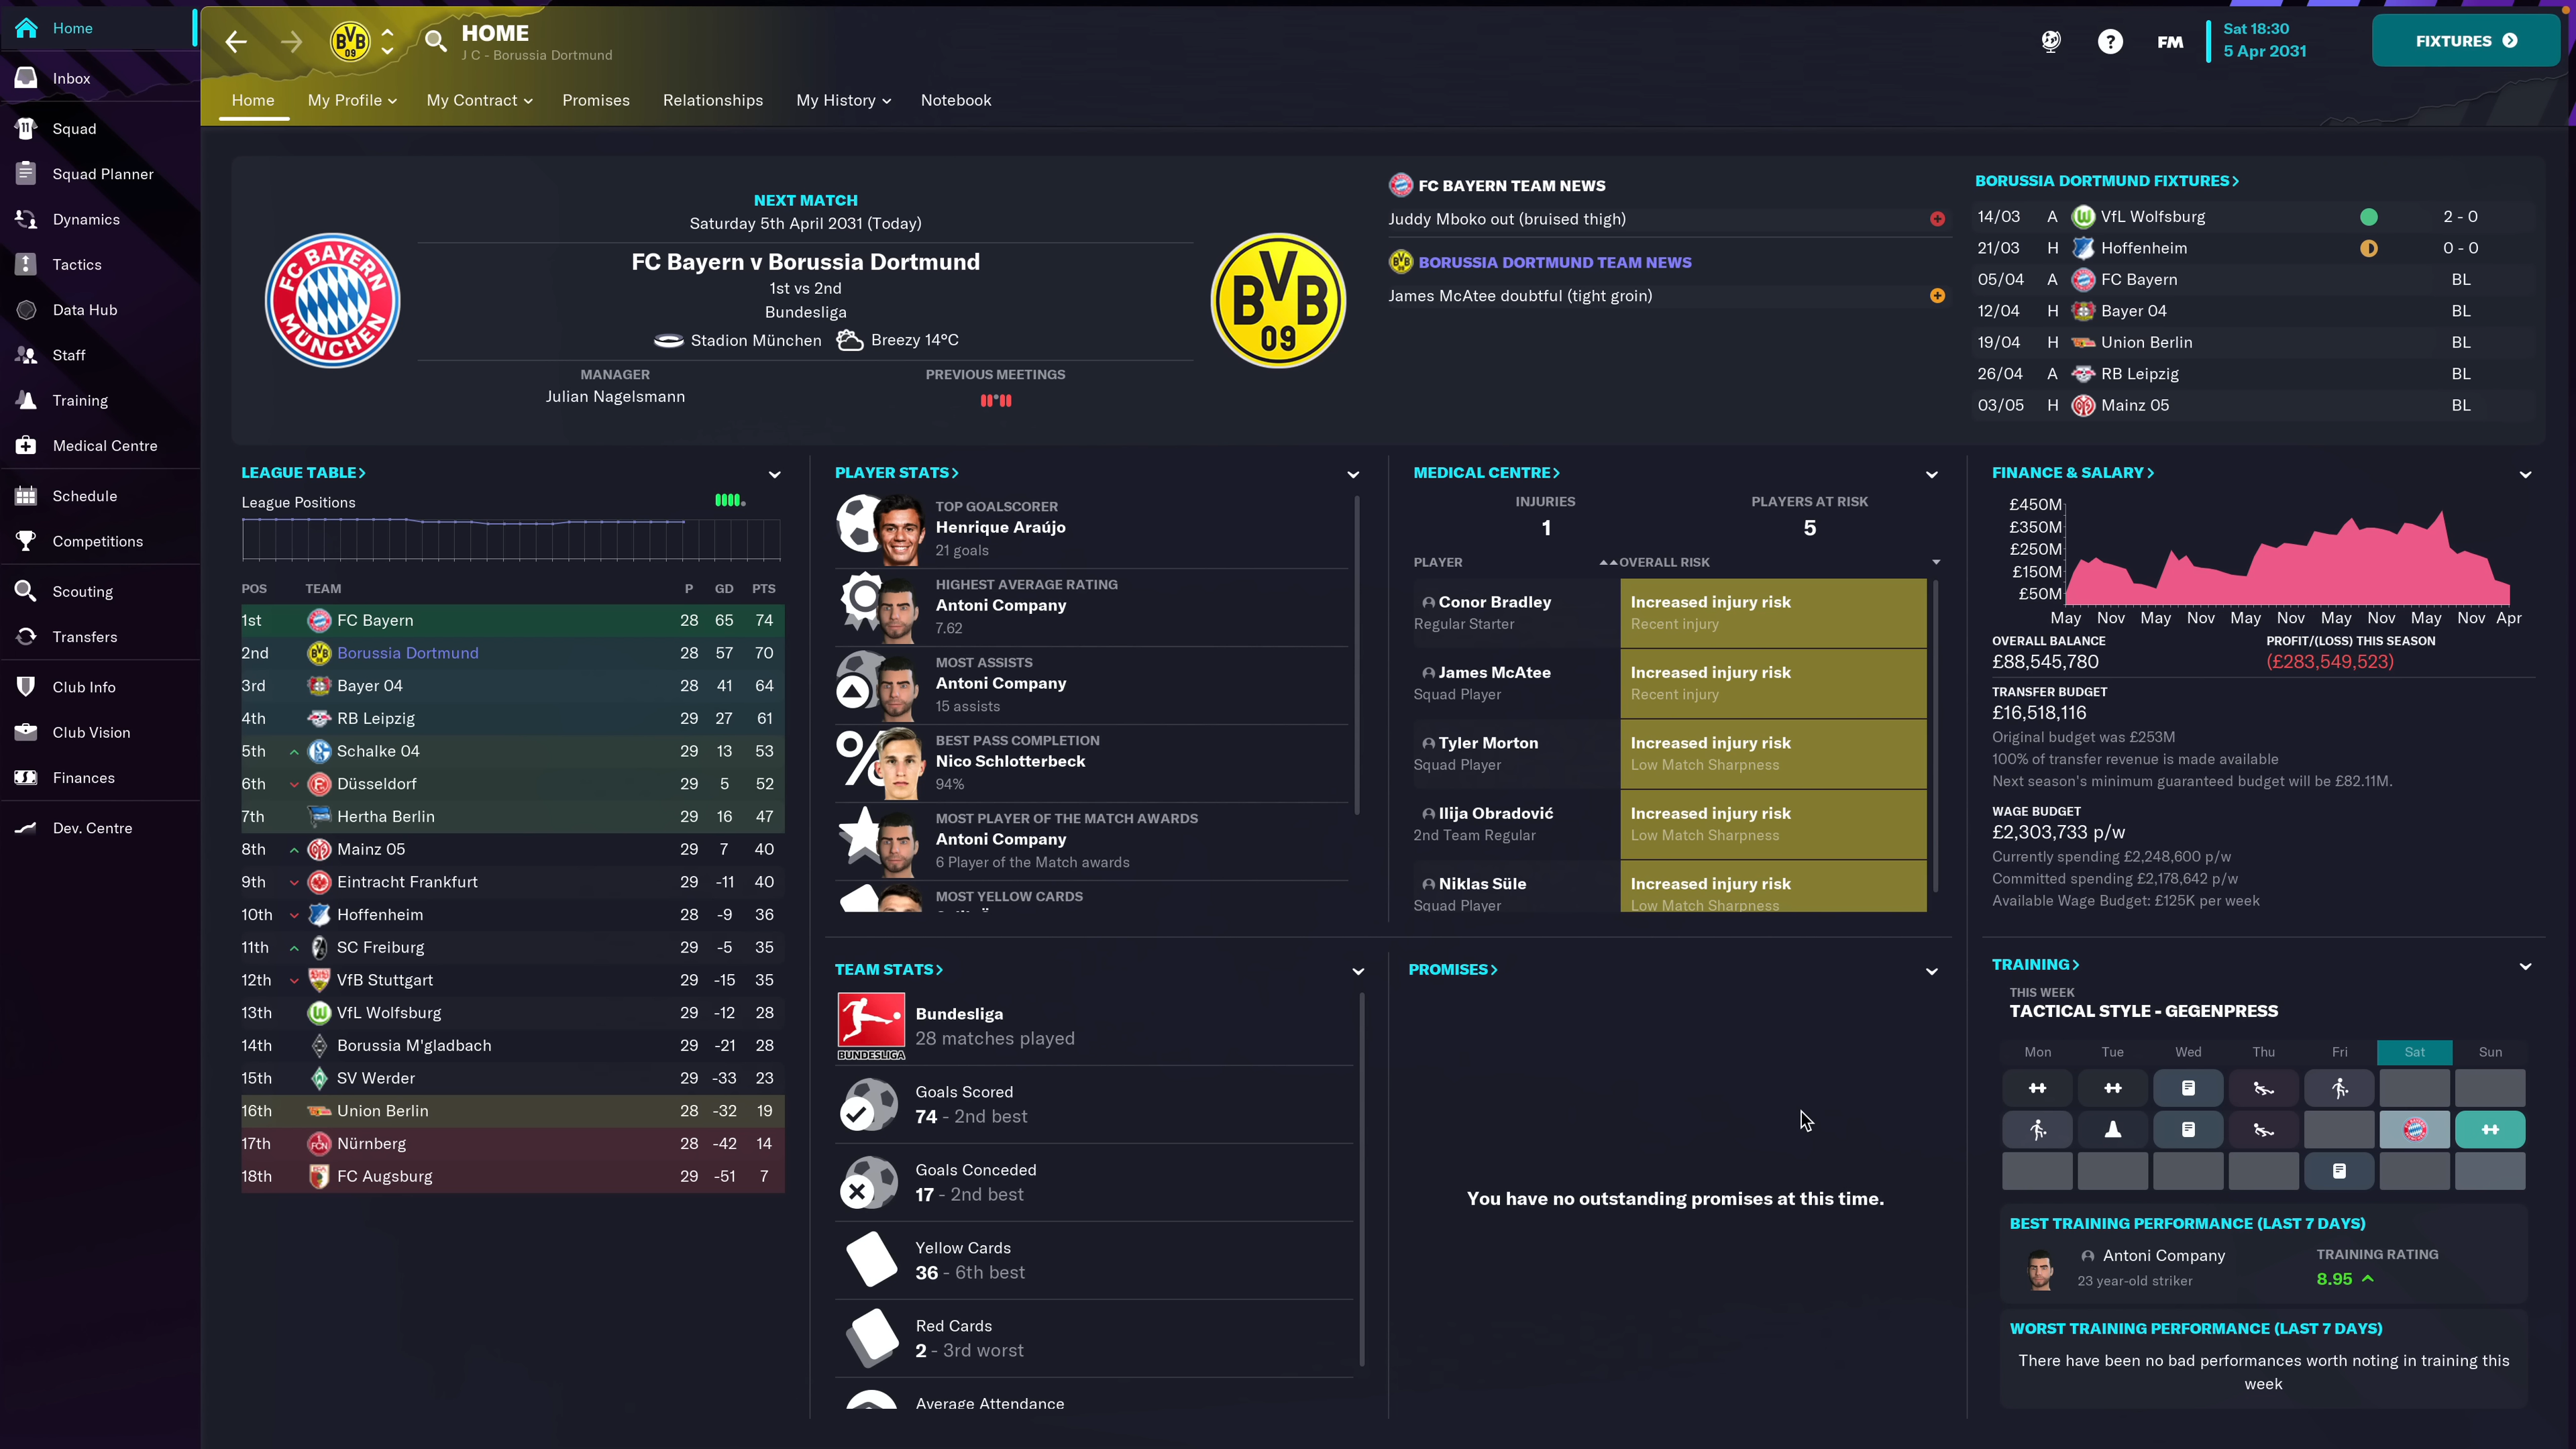 Home
Inbox
Squad
Squad Planner
Dynamics
Tactics
Data Hub
Staff
Training
Medical Centre
Schedule
Competitions
Scouting
Transfers
Club Info
Club Vision
Finances
Dev. Centre
HOME
J C - Borussia Dortmund
FM
Sat 18:30
5 Apr 2031
FIXTURES
Home My Profile My Contract Promises Relationships My History Notebook
NEXT MATCH
Saturday 5th April 2031 (Today)
FC Bayern v Borussia Dortmund
1st vs 2nd
Bundesliga
Stadion München Breezy 14°C
MANAGER
Julian Nagelsmann
PREVIOUS MEETINGS
FC BAYERN MÜNCHEN
BVB 09
FC BAYERN TEAM NEWS
Juddy Mboko out (bruised thigh)
BORUSSIA DORTMUND TEAM NEWS
James McAtee doubtful (tight groin)
BORUSSIA DORTMUND FIXTURES
14/03 A VfL Wolfsburg 2 - 0
21/03 H Hoffenheim 0 - 0
05/04 A FC Bayern BL
12/04 H Bayer 04 BL
19/04 H Union Berlin BL
26/04 A RB Leipzig BL
03/05 H Mainz 05 BL
LEAGUE TABLE
League Positions
POS TEAM P GD PTS
1st FC Bayern 28 65 74
2nd Borussia Dortmund 28 57 70
3rd Bayer 04 28 41 64
4th RB Leipzig 29 27 61
5th Schalke 04 29 13 53
6th Düsseldorf 29 5 52
7th Hertha Berlin 29 16 47
8th Mainz 05 29 7 40
9th Eintracht Frankfurt 29 -11 40
10th Hoffenheim 28 -9 36
11th SC Freiburg 29 -5 35
12th VfB Stuttgart 29 -15 35
13th VfL Wolfsburg 29 -12 28
14th Borussia M'gladbach 29 -21 28
15th SV Werder 29 -33 23
16th Union Berlin 28 -32 19
17th Nürnberg 28 -42 14
18th FC Augsburg 29 -51 7
PLAYER STATS
TOP GOALSCORER
Henrique Araújo
21 goals
HIGHEST AVERAGE RATING
Antoni Company
7.62
MOST ASSISTS
Antoni Company
15 assists
BEST PASS COMPLETION
Nico Schlotterbeck
94%
MOST PLAYER OF THE MATCH AWARDS
Antoni Company
6 Player of the Match awards
MOST YELLOW CARDS
TEAM STATS
BUNDESLIGA
Bundesliga
28 matches played
Goals Scored
74 - 2nd best
Goals Conceded
17 - 2nd best
Yellow Cards
36 - 6th best
Red Cards
2 - 3rd worst
Average Attendance
MEDICAL CENTRE
INJURIES
1
PLAYERS AT RISK
5
PLAYER OVERALL RISK
Conor Bradley Increased injury risk
Regular Starter Recent injury
James McAtee Increased injury risk
Squad Player Recent injury
Tyler Morton Increased injury risk
Squad Player Low Match Sharpness
Ilija Obradović Increased injury risk
2nd Team Regular Low Match Sharpness
Niklas Süle Increased injury risk
Squad Player Low Match Sharpness
PROMISES
You have no outstanding promises at this time.
FINANCE & SALARY
£450M
£350M
£250M
£150M
£50M
May Nov May Nov May Nov May Nov May Nov Apr
OVERALL BALANCE
£88,545,780
PROFIT/(LOSS) THIS SEASON
(£283,549,523)
TRANSFER BUDGET
£16,518,116
Original budget was £253M
100% of transfer revenue is made available
Next season's minimum guaranteed budget will be £82.11M.
WAGE BUDGET
£2,303,733 p/w
Currently spending £2,248,600 p/w
Committed spending £2,178,642 p/w
Available Wage Budget: £125K per week
TRAINING
THIS WEEK
TACTICAL STYLE - GEGENPRESS
Mon Tue Wed Thu Fri Sat Sun
BEST TRAINING PERFORMANCE (LAST 7 DAYS)
Antoni Company
23 year-old striker
TRAINING RATING
8.95
WORST TRAINING PERFORMANCE (LAST 7 DAYS)
There have been no bad performances worth noting in training this
week